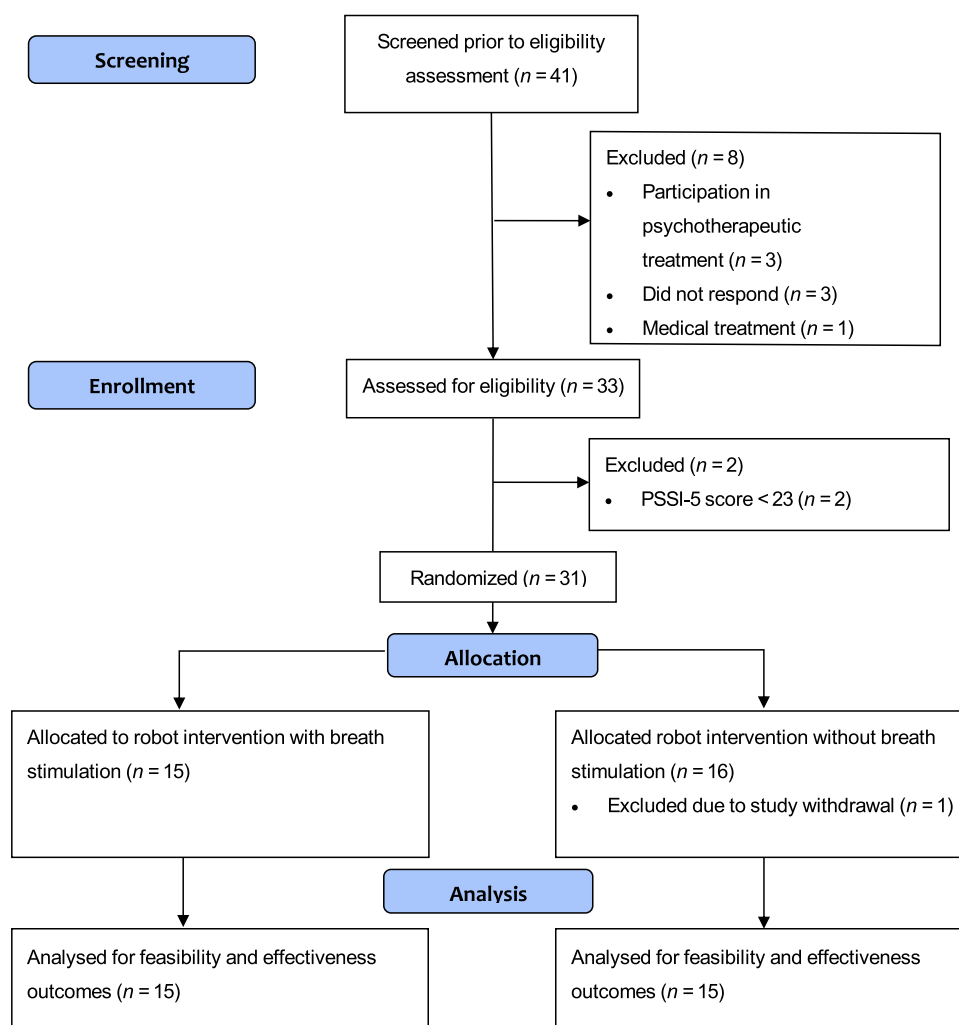 Screening
Screened prior to eligibility
assessment (n = 41)
Excluded (n = 8)
• Participation in
psychotherapeutic
treatment (n = 3)
• Did not respond (n = 3)
• Medical treatment (n = 1)
Enrollment
Assessed for eligibility (n = 33)
Excluded (n = 2)
• PSSI-5 score < 23 (n = 2)
Randomized (n = 31)
Allocation
Allocated to robot intervention with breath
stimulation (n = 15)
Allocated robot intervention without breath
stimulation (n = 16)
• Excluded due to study withdrawal (n = 1)
Analysis
Analysed for feasibility and effectiveness
outcomes (n = 15)
Analysed for feasibility and effectiveness
outcomes (n = 15)